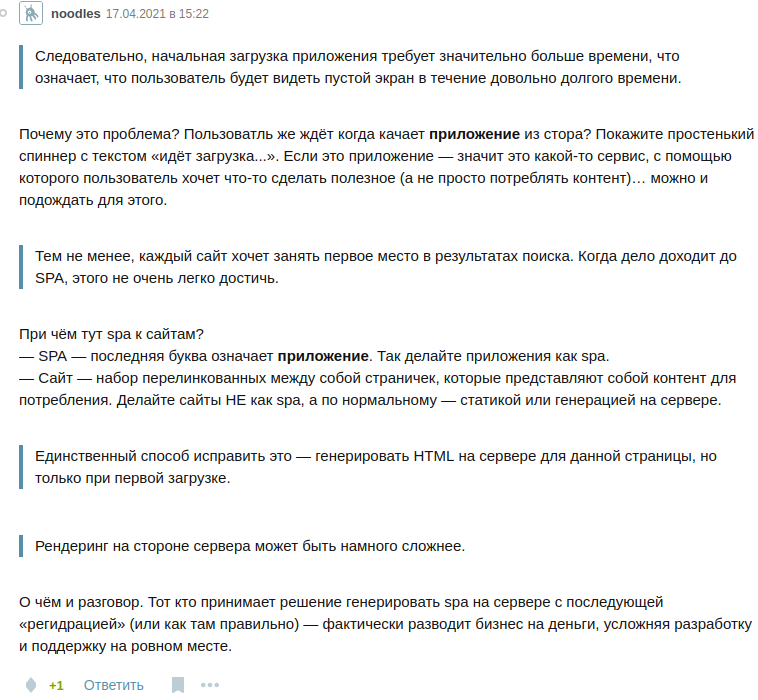 noodles 17.04.2021 в 15:22
Следовательно, начальная загрузка приложения требует значительно больше времени, что
означает, что пользователь будет видеть пустой экран в течение довольно долгого времени.
Почему это проблема? Пользоватль же ждёт когда качает приложение из стора? Покажите простенький
спиннер с текстом «идёт загрузка...». Если это приложение — значит это какой-то сервис, с помощью
которого пользователь хочет что-то сделать полезное (а не просто потреблять контент)… можно и
подождать для этого.
Тем не менее, каждый сайт хочет занять первое место в результатах поиска. Когда дело доходит до
SPA, этого не очень легко достичь.
При чём тут spa к сайтам?
— SPA — последняя буква означает приложение. Так делайте приложения как spa.
— Сайт — набор перелинкованных между собой страничек, которые представляют собой контент для
потребления. Делайте сайты НЕ как spa, а по нормальному — статикой или генерацией на сервере.
Единственный способ исправить это — генерировать HTML на сервере для данной страницы, но
только при первой загрузке.
Рендеринг на стороне сервера может быть намного сложнее.
О чём и разговор. Тот кто принимает решение генерировать spa на сервере с последующей
«регидрацией» (или как там правильно) — фактически разводит бизнес на деньги, усложняя разработку
и поддержку на ровном месте.
+1 Ответить